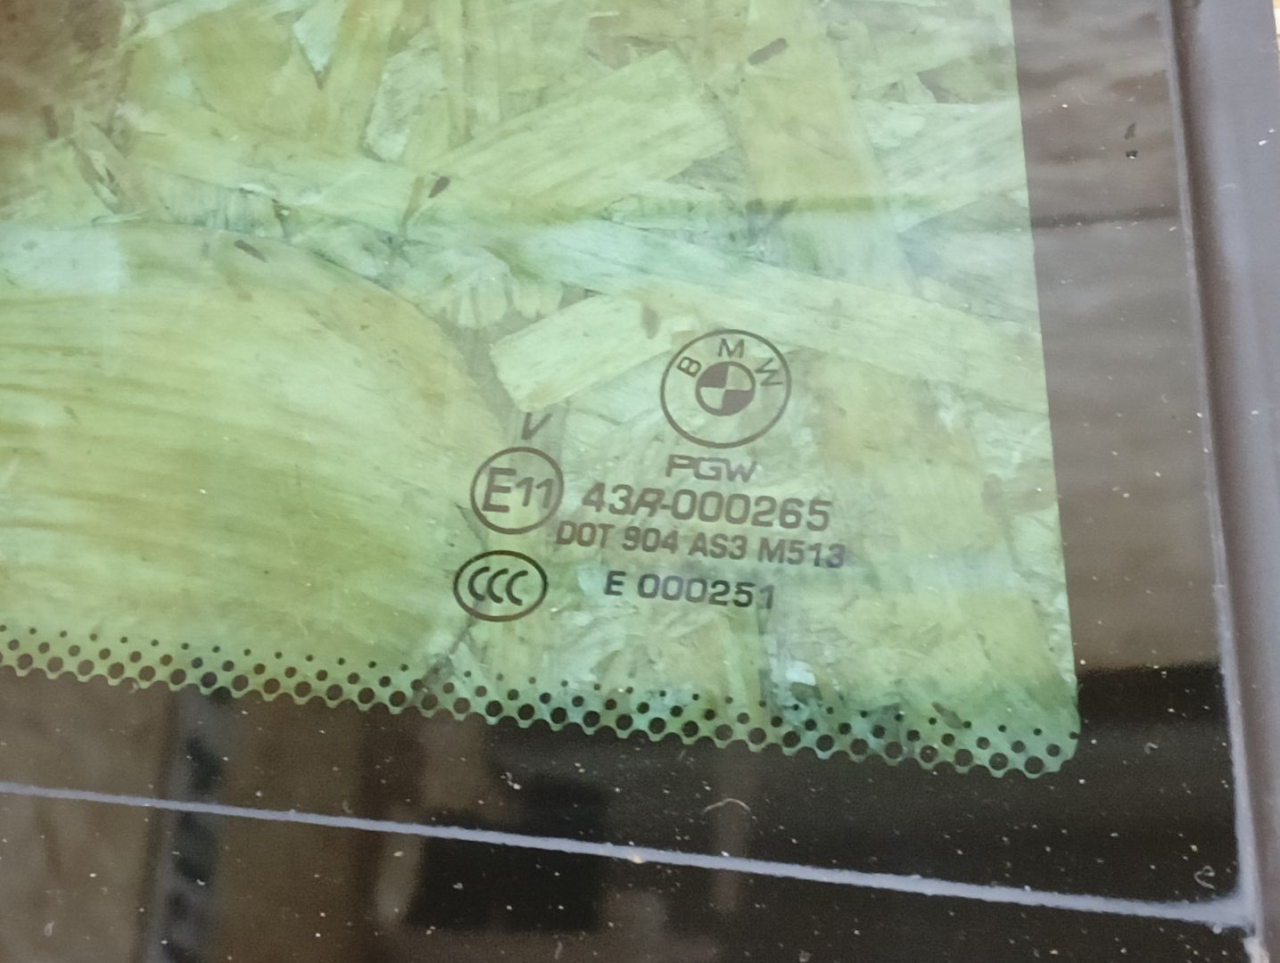 BMW
V
PGW
E11 43R-000265
DOT 904 AS3 M513
CCC E 000251